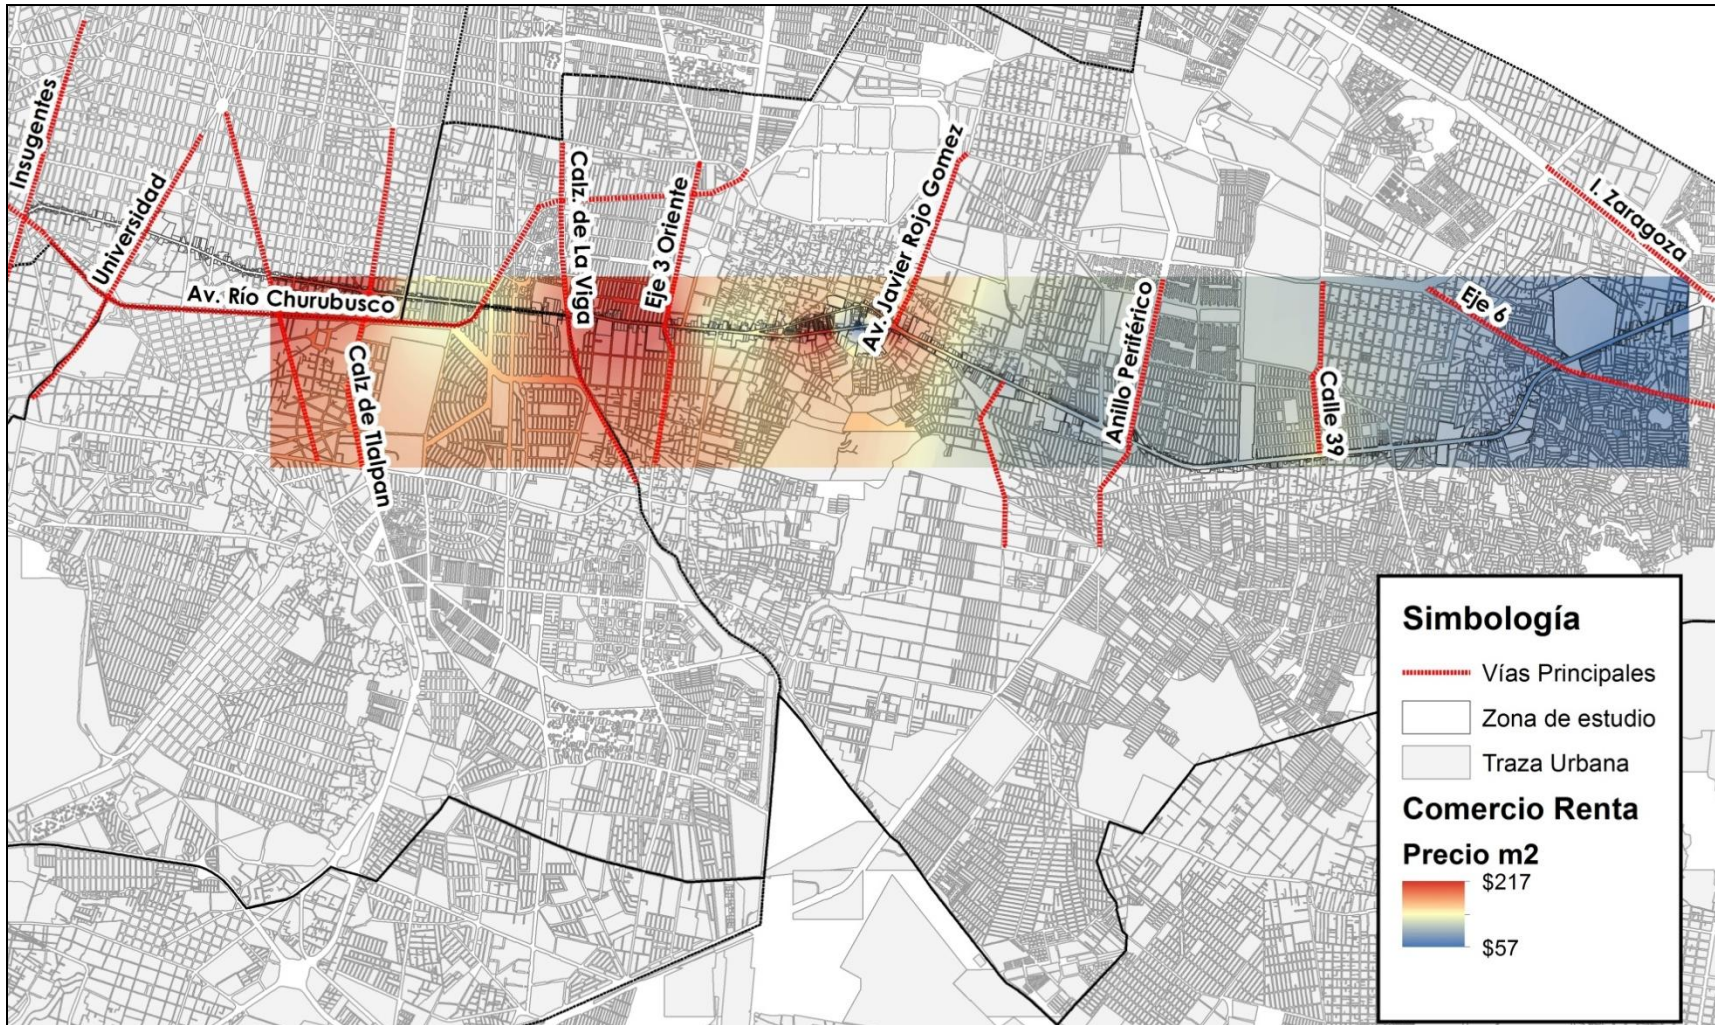 Insugentes
Universidad
Av. Río Churubusco
Calz de Tlalpan
Calz. de La Viga
Eje 3 Oriente
Av. Javier Rojo Gomez
Anillo Periférico
Calle 39
Eje 6
I. Zaragoza
Simbología
Vías Principales
Zona de estudio
Traza Urbana
Comercio Renta
Precio m2
$217
$57